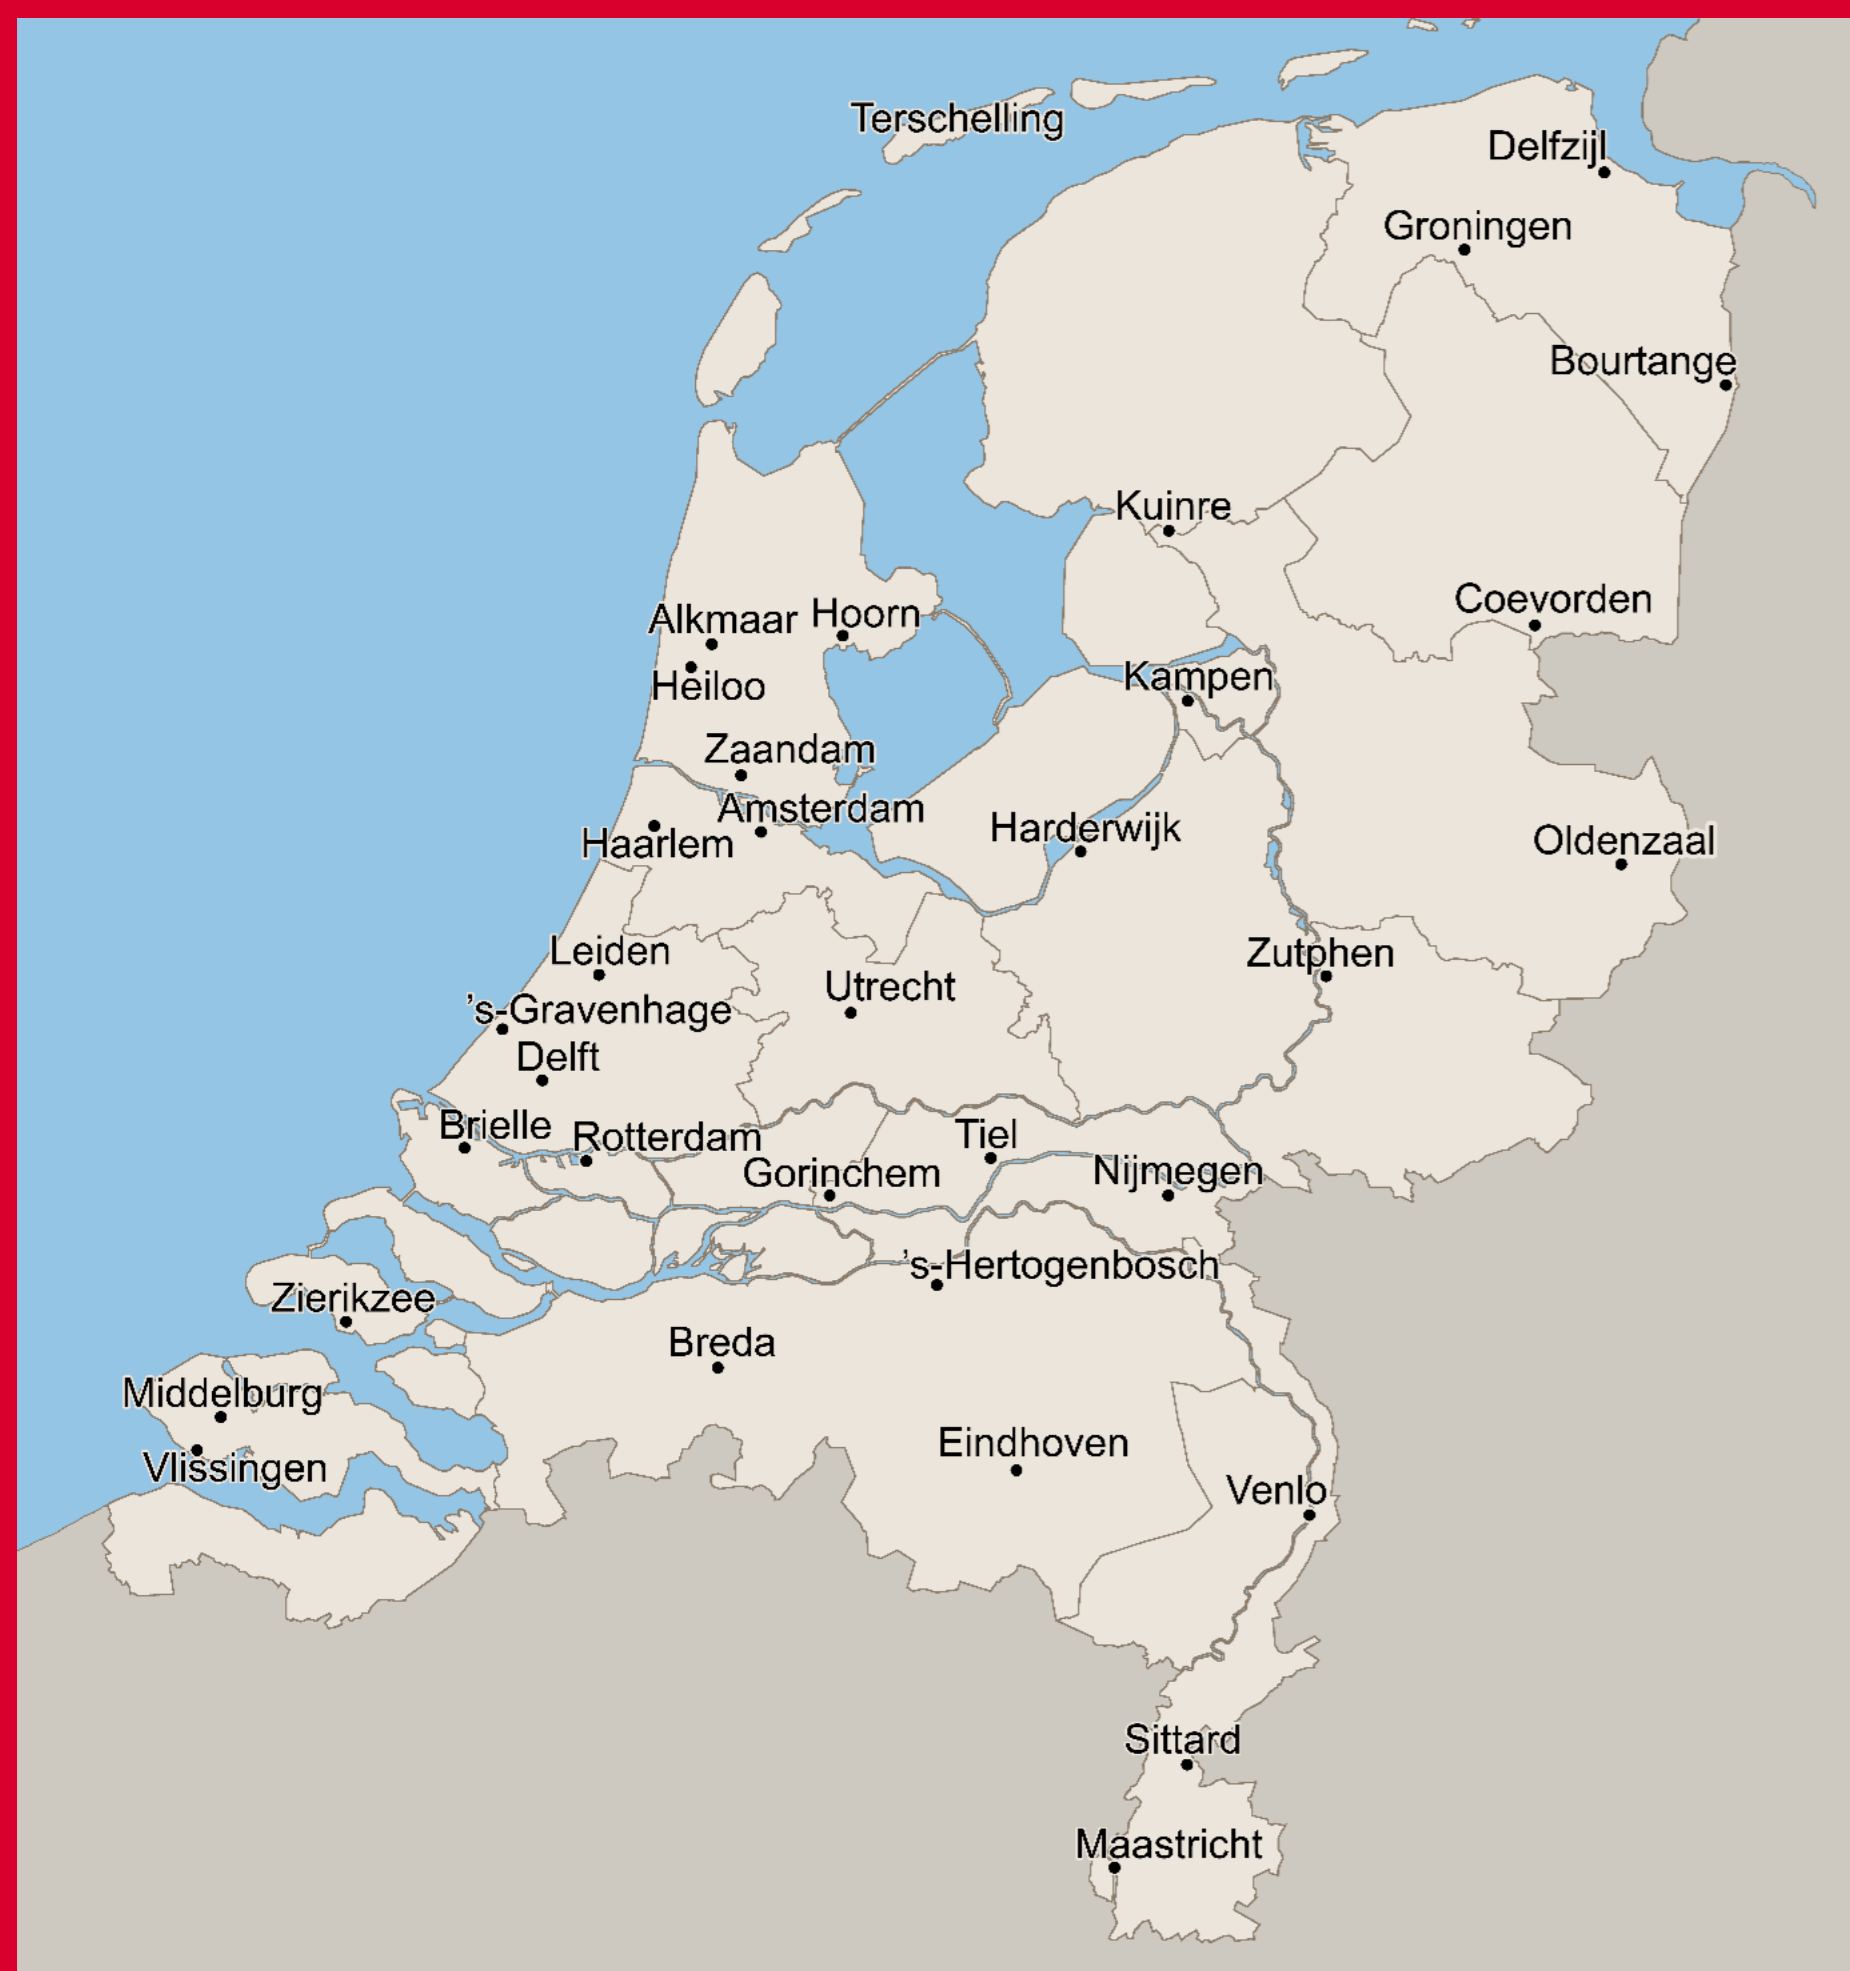 Terschelling
Delfzijl
Groningen
Bourtange
Kuinre
Coevorden
Alkmaar
Hoorn
Heiloo
Kampen
Zaandam
Amsterdam
Haarlem
Harderwijk
Oldenzaal
Leiden
Zutphen
Utrecht
's-Gravenhage
Delft
Brielle
Rotterdam
Tiel
Gorinchem
Nijmegen
's-Hertogenbosch
Zierikzee
Breda
Middelburg
Vlissingen
Eindhoven
Venlo
Sittard
Maastricht